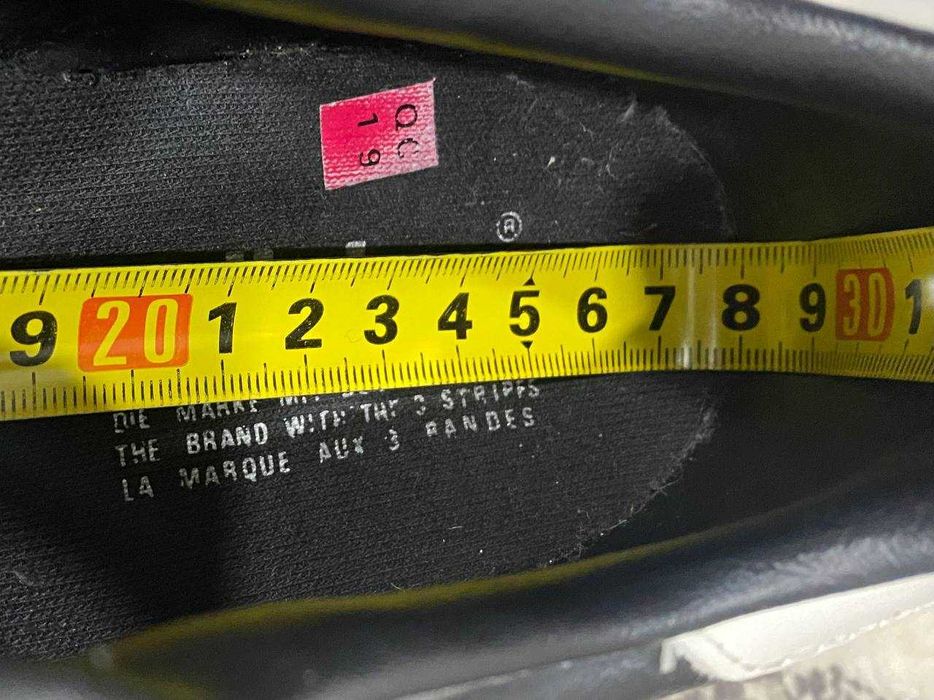 QC
19
®
9 20 1 2 3 4 5 6 7 8 9 30 1
DIE MARKE MIT
THE BRAND WITH THE 3 STRIPES
LA MARQUE AUX 3 BANDES